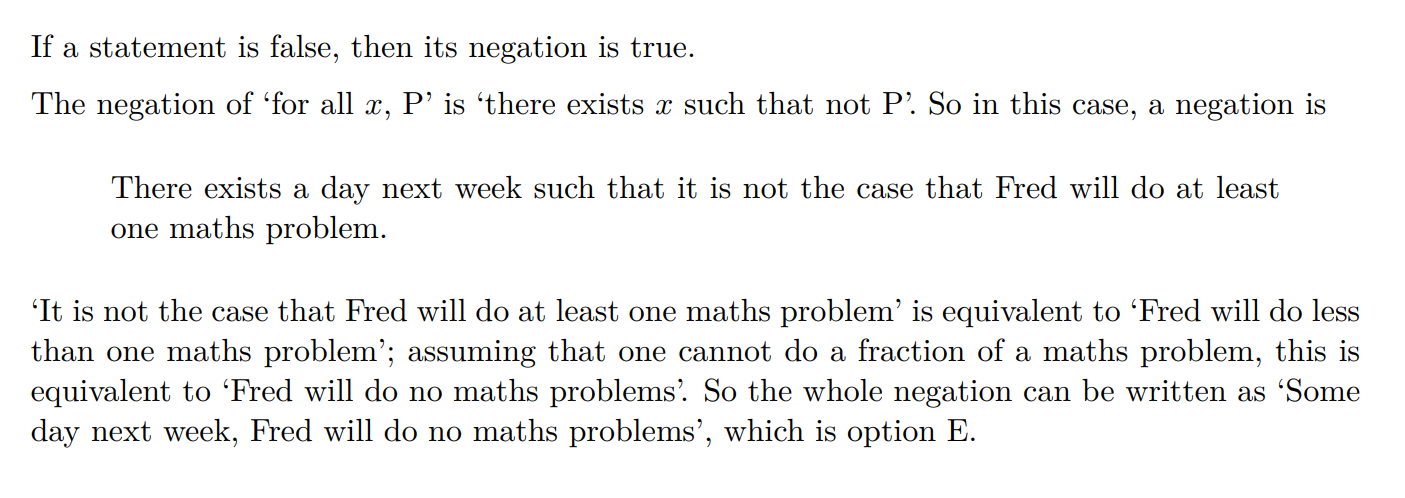 If a statement is false, then its negation is true.
The negation of ‘for all x, P’ is ‘there exists x such that not P’. So in this case, a negation is
There exists a day next week such that it is not the case that Fred will do at least
one maths problem.
‘It is not the case that Fred will do at least one maths problem’ is equivalent to ‘Fred will do less
than one maths problem’; assuming that one cannot do a fraction of a maths problem, this is
equivalent to ‘Fred will do no maths problems’. So the whole negation can be written as ‘Some
day next week, Fred will do no maths problems’, which is option E.